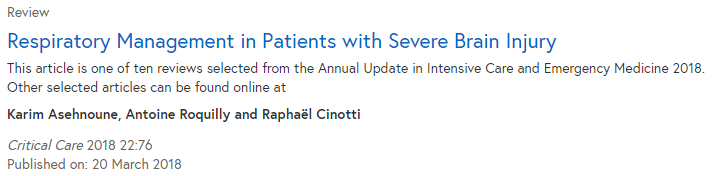 Review
Respiratory Management in Patients with Severe Brain Injury
This article is one of ten reviews selected from the Annual Update in Intensive Care and Emergency Medicine 2018.
Other selected articles can be found online at
Karim Asehnoune, Antoine Roquilly and Raphaël Cinotti
Critical Care 2018 22:76
Published on: 20 March 2018